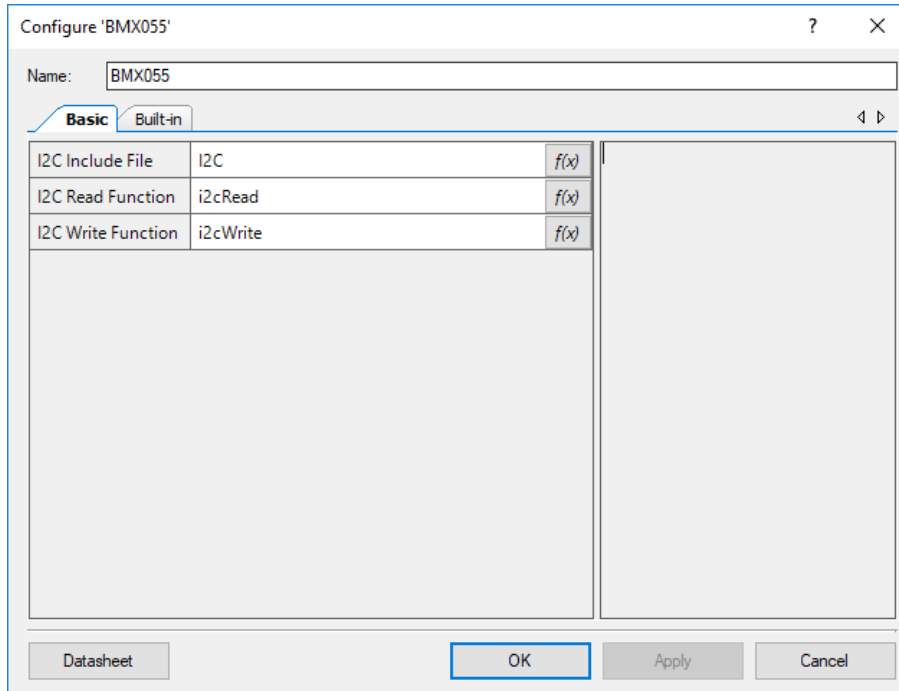 Configure 'BMX055' ?
Name: BMX055
Basic Built-in
I2C Include File I2C f(x)
I2C Read Function i2cRead f(x)
I2C Write Function i2cWrite f(x)
Datasheet OK Apply Cancel